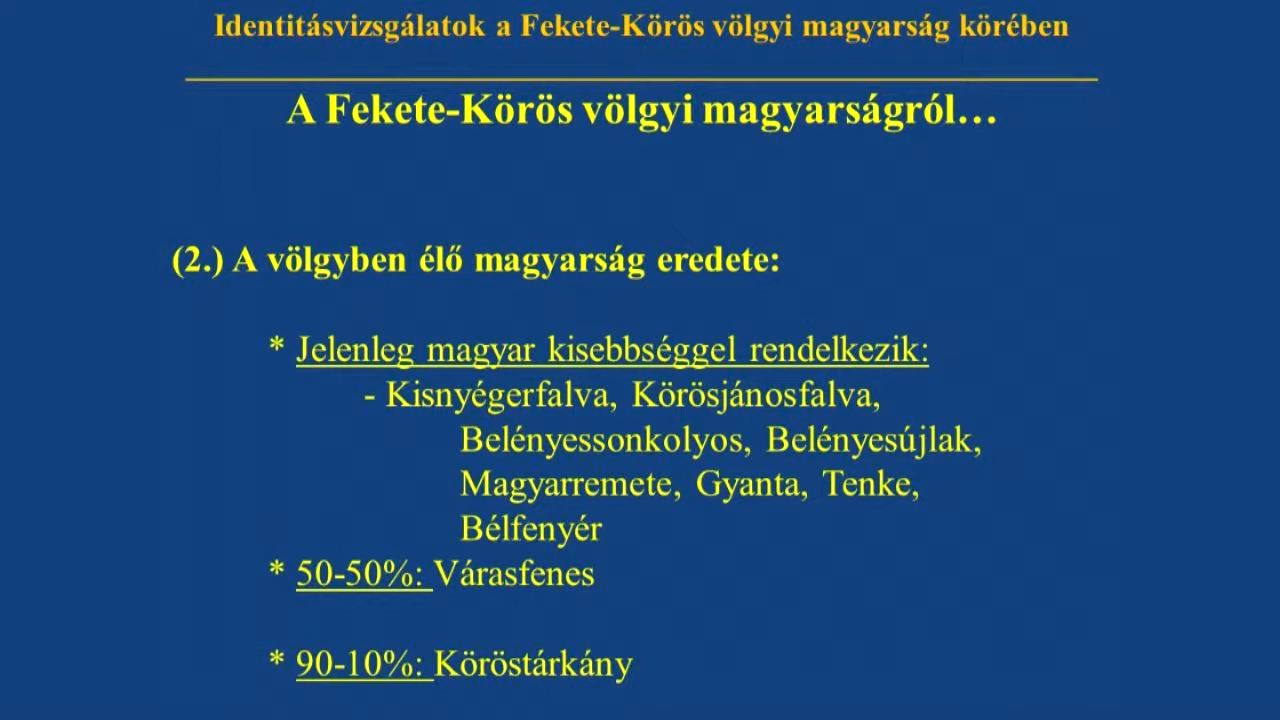 Identitásvizsgálatok a Fekete-Körös völgyi magyarság körében
A Fekete-Körös völgyi magyarságról…
(2.) A völgyben élő magyarság eredete:
* Jelenleg magyar kisebbséggel rendelkezik:
- Kisnyégerfalva, Körösjánosfalva,
Belényessonkolyos, Belényesújlak,
Magyarremete, Gyanta, Tenke,
Bélfenyér
* 50-50%: Várasfenes
* 90-10%: Köröstárkány